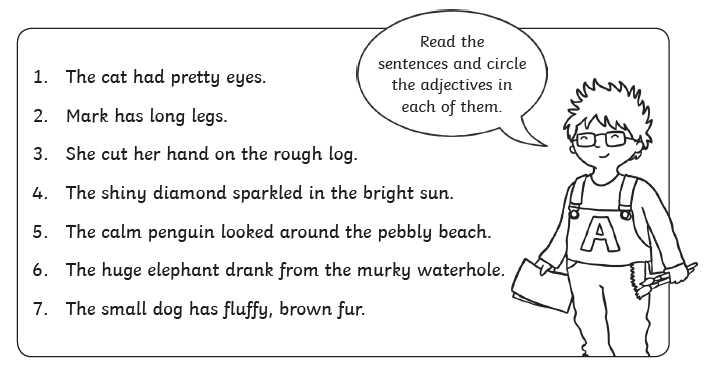 Read the
sentences and circle
the adjectives in
each of them.
1. The cat had pretty eyes.
2. Mark has long legs.
3. She cut her hand on the rough log.
4. The shiny diamond sparkled in the bright sun.
5. The calm penguin looked around the pebbly beach.
6. The huge elephant drank from the murky waterhole.
7. The small dog has fluffy, brown fur.
A